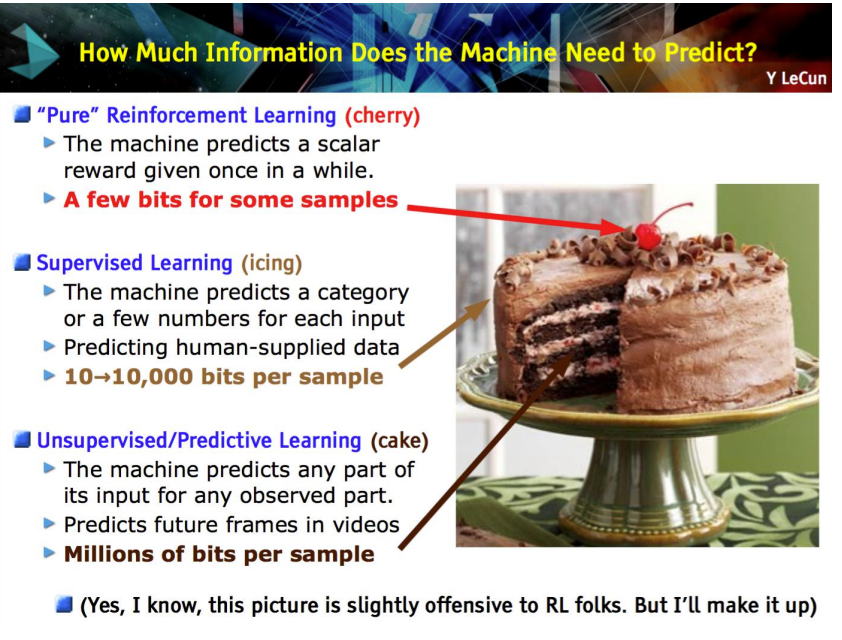 How Much Information Does the Machine Need to Predict?
Y LeCun
“Pure” Reinforcement Learning (cherry)
The machine predicts a scalar
reward given once in a while.
A few bits for some samples
Supervised Learning (icing)
The machine predicts a category
or a few numbers for each input
Predicting human-supplied data
10→10,000 bits per sample
Unsupervised/Predictive Learning (cake)
The machine predicts any part of
its input for any observed part.
Predicts future frames in videos
Millions of bits per sample
(Yes, I know, this picture is slightly offensive to RL folks. But I’ll make it up)